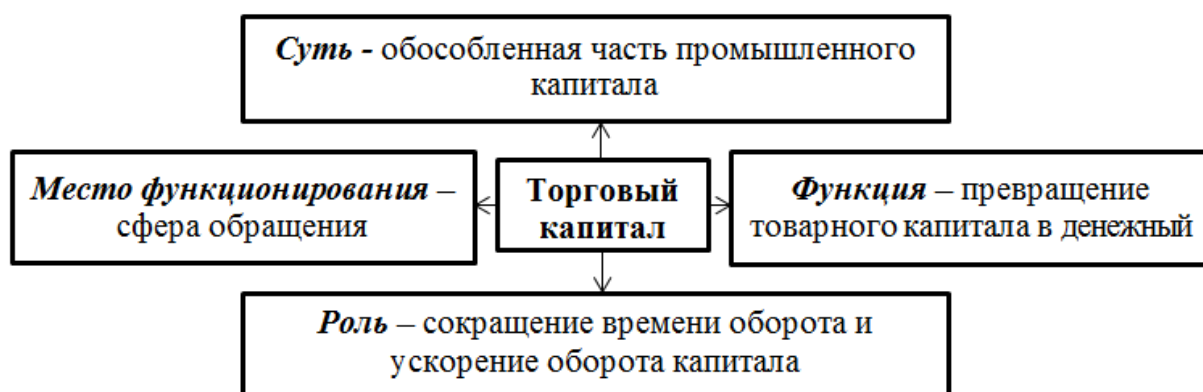 Суть - обособленная часть промышленного
капитала
Место функционирования –
сфера обращения
Торговый
капитал
Функция – превращение
товарного капитала в денежный
Роль – сокращение времени оборота и
ускорение оборота капитала